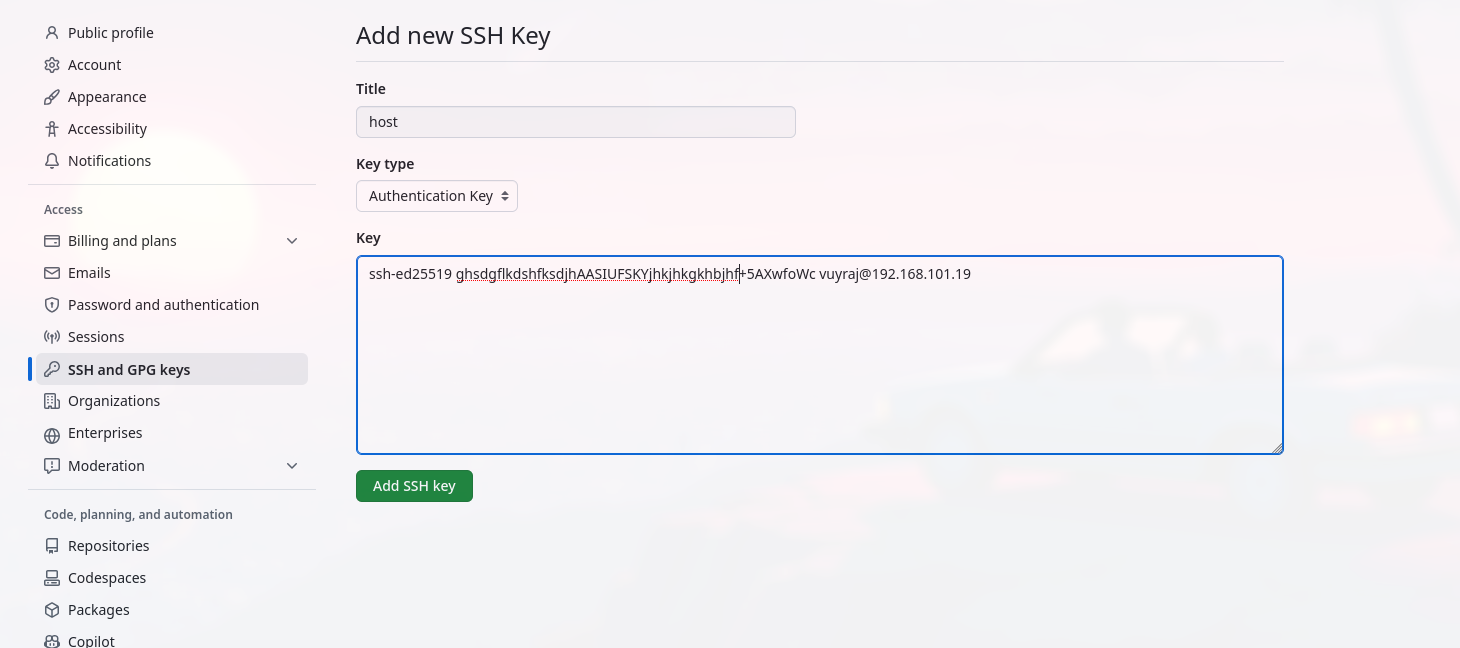 Public profile
Account
Appearance
Accessibility
Notifications
Access
Billing and plans
Emails
Password and authentication
Sessions
SSH and GPG keys
Organizations
Enterprises
Moderation
Code, planning, and automation
Repositories
Codespaces
Packages
Copilot
Add new SSH Key
Title
host
Key type
Authentication Key
Key
ssh-ed25519 ghsdgflkdshfksdjhAASIUFSKYjhkjhkgkhbjhf+5AXwfoWc vuyraj@192.168.101.19
Add SSH key